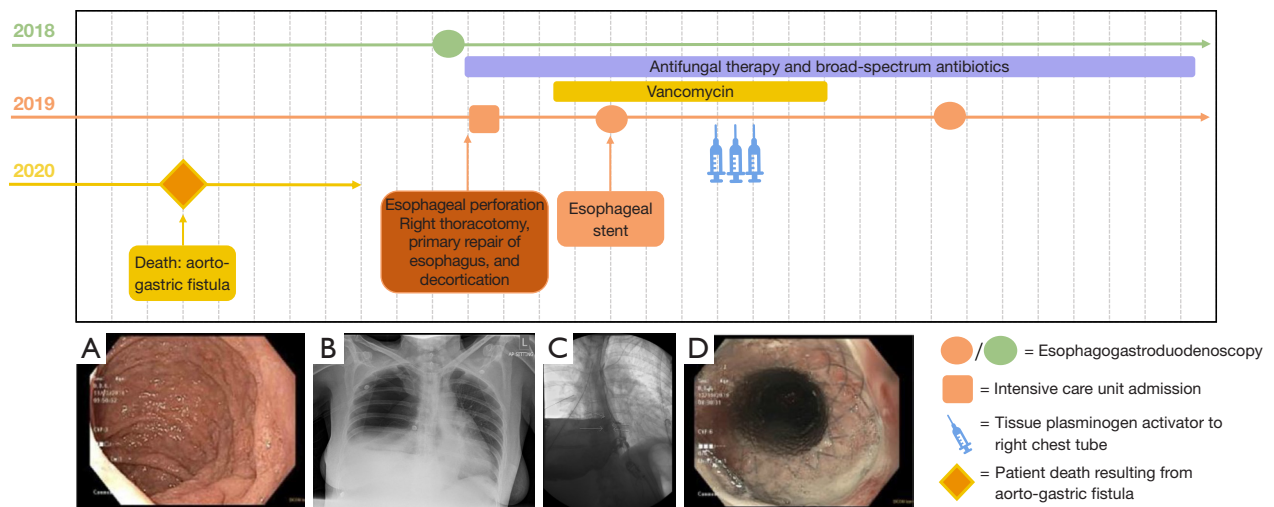 2018
Antifungal therapy and broad-spectrum antibiotics
Vancomycin
2019
2020
Esophageal perforation
Right thoracotomy,
primary repair of
esophagus, and
decortication
Esophageal
stent
Death: aorto-
gastric fistula
A
B
L
AP SITTING
C
D
/
= Esophagogastroduodenoscopy
= Intensive care unit admission
= Tissue plasminogen activator to
right chest tube
= Patient death resulting from
aorto-gastric fistula